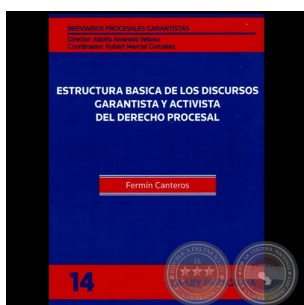 BREVIARIOS PROCESALES GARANTISTAS
Director: Adolfo Alvarado Velloso
Coordinador: Robert Marcial González
ESTRUCTURA BASICA DE LOS DISCURSOS
GARANTISTA Y ACTIVISTA
DEL DERECHO PROCESAL
Fermín Canteros
14